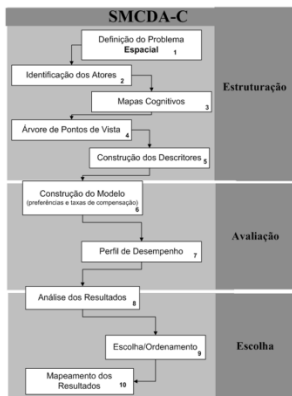 SMCDA-C
Definição do Problema
Espacial 1
Identificação dos Atores
2
Mapas Cognitivos
3
Estruturação
Árvore de Pontos de Vista
4
Construção dos Descritores
5
Construção do Modelo
(preferências e taxas de compensação)
6
Avaliação
Perfil de Desempenho
7
Análise dos Resultados
8
Escolha/Ordenamento
9
Escolha
Mapeamento dos
Resultados 10